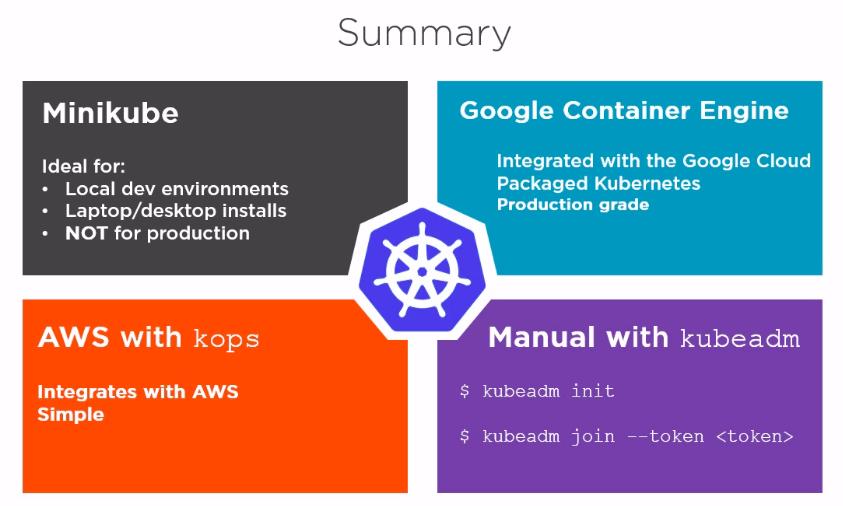 Summary
Minikube
Ideal for:
• Local dev environments
• Laptop/desktop installs
• NOT for production
Google Container Engine
Integrated with the Google Cloud
Packaged Kubernetes
Production grade
AWS with kops
Integrates with AWS
Simple
Manual with kubeadm
$ kubeadm init
$ kubeadm join --token <token>